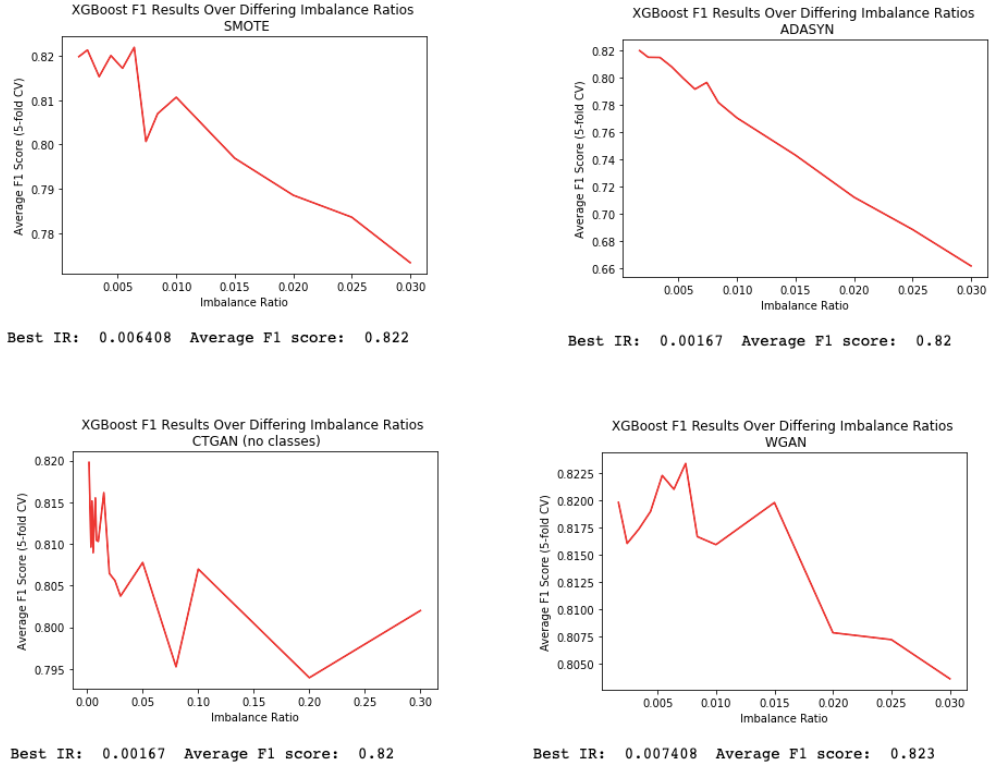 XGBoost F1 Results Over Differing Imbalance Ratios
SMOTE
Average F1 Score (5-fold CV)
0.82
0.81
0.80
0.79
0.78
0.005 0.010 0.015 0.020 0.025 0.030
Imbalance Ratio
Best IR: 0.006408 Average F1 score: 0.822
XGBoost F1 Results Over Differing Imbalance Ratios
ADASYN
Average F1 Score (5-fold CV)
0.82
0.80
0.78
0.76
0.74
0.72
0.70
0.68
0.66
0.005 0.010 0.015 0.020 0.025 0.030
Imbalance Ratio
Best IR: 0.00167 Average F1 score: 0.82
XGBoost F1 Results Over Differing Imbalance Ratios
CTGAN (no classes)
Average F1 Score (5-fold CV)
0.820
0.815
0.810
0.805
0.800
0.795
0.00 0.05 0.10 0.15 0.20 0.25 0.30
Imbalance Ratio
Best IR: 0.00167 Average F1 score: 0.82
XGBoost F1 Results Over Differing Imbalance Ratios
WGAN
Average F1 Score (5-fold CV)
0.8225
0.8200
0.8175
0.8150
0.8125
0.8100
0.8075
0.8050
0.005 0.010 0.015 0.020 0.025 0.030
Imbalance Ratio
Best IR: 0.007408 Average F1 score: 0.823